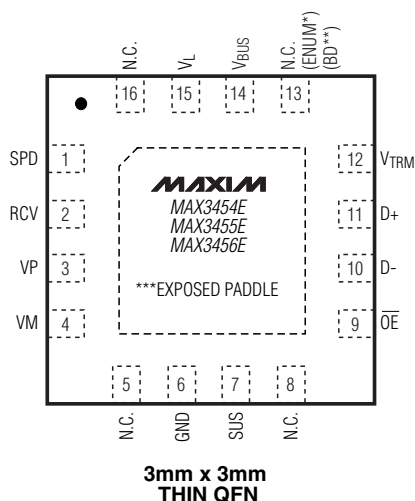 N.C.
VL
VBUS
N.C.
(ENUM*)
(BD**)
16
15
14
13
SPD 1
RCV 2
VP 3
VM 4
12 VTRM
11 D+
10 D-
9 OE
MAXIM
MAX3454E
MAX3455E
MAX3456E
***EXPOSED PADDLE
5
6
7
8
N.C.
GND
SUS
N.C.
3mm x 3mm
THIN QFN